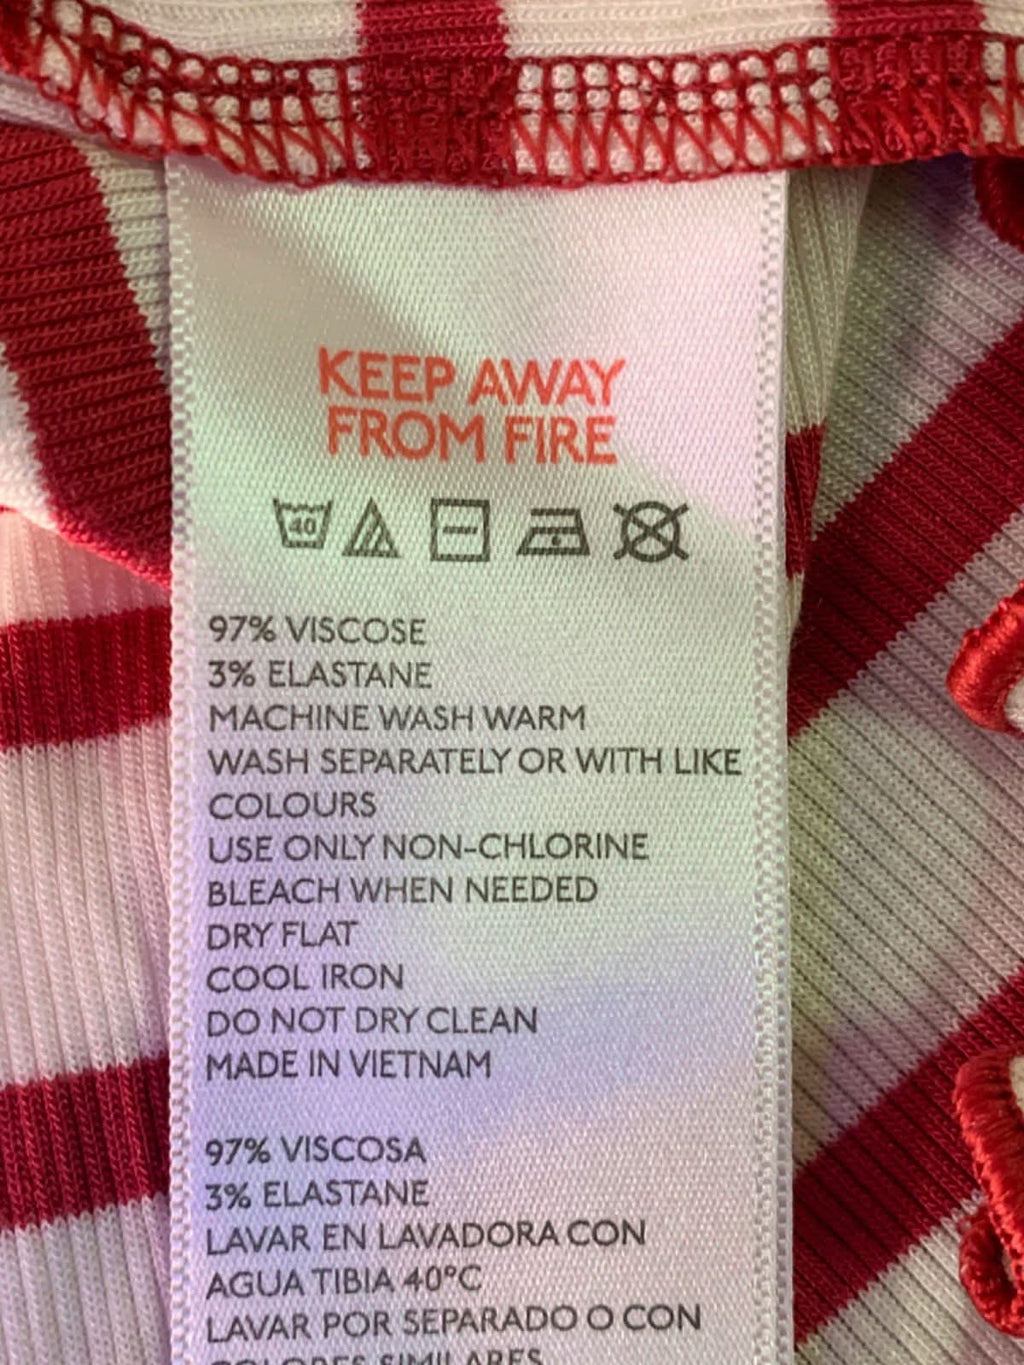 KEEP AWAY
FROM FIRE
40
97% VISCOSE
3% ELASTANE
MACHINE WASH WARM
WASH SEPARATELY OR WITH LIKE
COLOURS
USE ONLY NON-CHLORINE
BLEACH WHEN NEEDED
DRY FLAT
COOL IRON
DO NOT DRY CLEAN
MADE IN VIETNAM
97% VISCOSA
3% ELASTANE
LAVAR EN LAVADORA CON
AGUA TIBIA 40°C
LAVAR POR SEPARADO O CON
COLORES SIMILARES